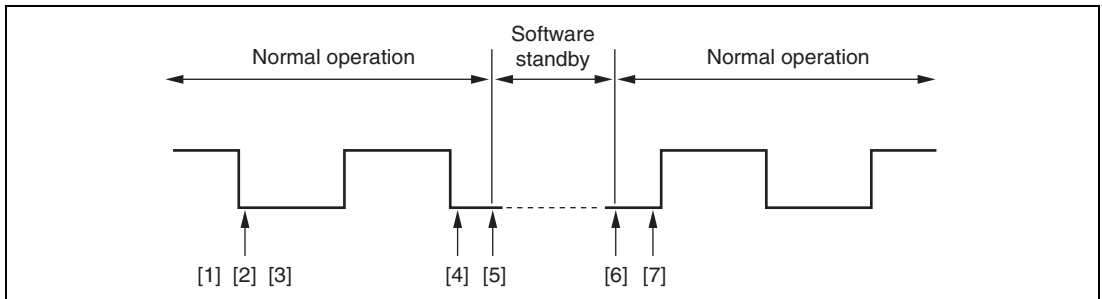 Software
standby
Normal operation
Normal operation
[1] [2] [3] [4] [5] [6] [7]